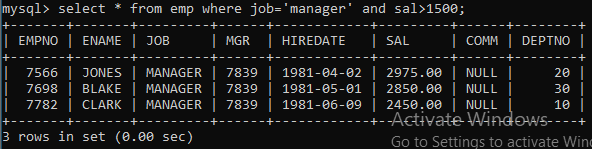 mysql> select * from emp where job='manager' and sal>1500;
+-------+-------+---------+------+------------+---------+------+--------+
| EMPNO | ENAME | JOB | MGR | HIREDATE | SAL | COMM | DEPTNO |
+-------+-------+---------+------+------------+---------+------+--------+
| 7566 | JONES | MANAGER | 7839 | 1981-04-02 | 2975.00 | NULL | 20 |
| 7698 | BLAKE | MANAGER | 7839 | 1981-05-01 | 2850.00 | NULL | 30 |
| 7782 | CLARK | MANAGER | 7839 | 1981-06-09 | 2450.00 | NULL | 10 |
+-------+-------+---------+------+------------+---------+------+--------+
3 rows in set (0.00 sec)
Activate Windows
Go to Settings to activate Win